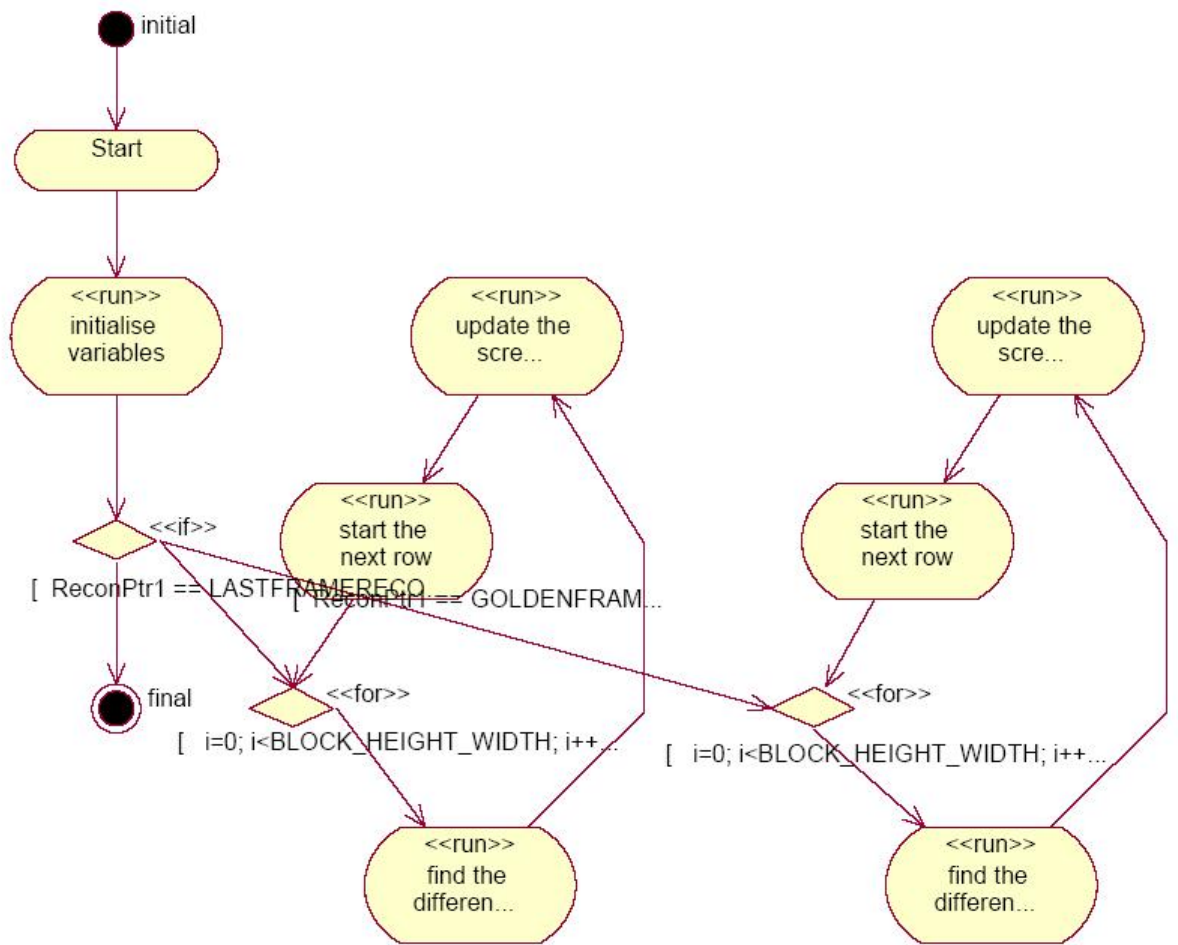 initial
Start
<<run>>
initialise
variables
<<run>>
update the
scre...
<<run>>
update the
scre...
<<run>>
start the
next row
<<run>>
start the
next row
<<if>>
[ ReconPtr1 == LASTFRAMERECO...
[ ReconPtr1 == GOLDENFRAM...
final
<<for>>
[ i=0; i<BLOCK_HEIGHT_WIDTH; i++...
<<for>>
[ i=0; i<BLOCK_HEIGHT_WIDTH; i++...
<<run>>
find the
differen...
<<run>>
find the
differen...